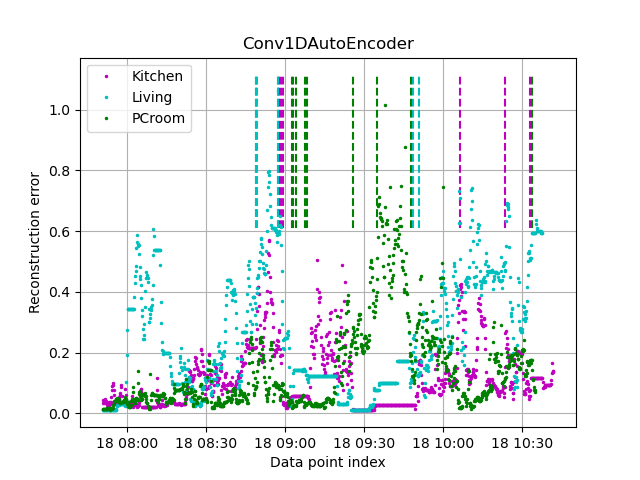 Conv1DAutoEncoder
Kitchen
Living
PCroom
Reconstruction error
1.0
0.8
0.6
0.4
0.2
0.0
18 08:00 18 08:30 18 09:00 18 09:30 18 10:00 18 10:30
Data point index